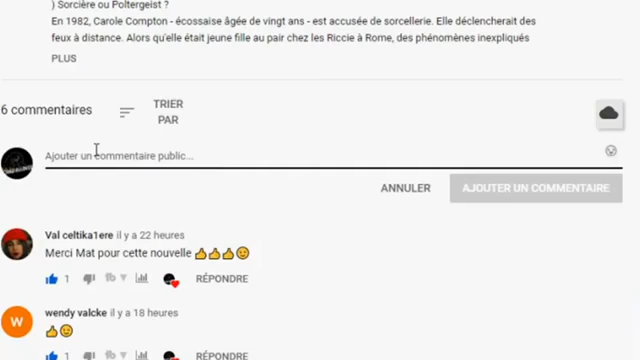 ) Sorcière ou Poltergeist ?
En 1982, Carole Compton - écossaise âgée de vingt ans - est accusée de sorcellerie. Elle déclencherait des
feux à distance. Alors qu'elle était jeune fille au pair chez les Riccie à Rome, des phénomènes inexpliqués
PLUS
6 commentaires
TRIER
PAR
Ajouter un commentaire public...
ANNULER
AJOUTER UN COMMENTAIRE
Val celtika1ere il y a 22 heures
Merci Mat pour cette nouvelle 👍👍👍😉
1
RÉPONDRE
W
wendy valcke il y a 18 heures
👍😉
1
RÉPONDRE